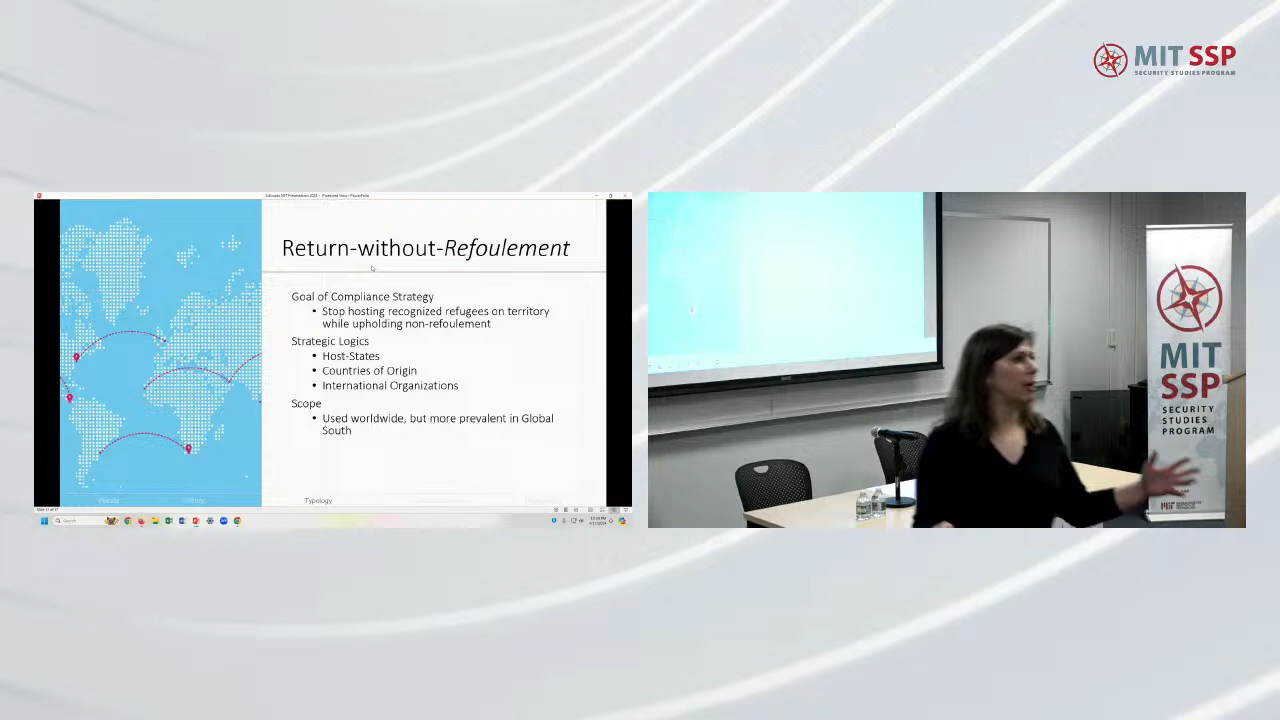 MIT SSP
SECURITY STUDIES PROGRAM
Return-without-Refoulement
Goal of Compliance Strategy
• Stop hosting recognized refugees on territory
while upholding non-refoulement
Strategic Logics
• Host-States
• Countries of Origin
• International Organizations
Scope
• Used worldwide, but more prevalent in Global
South
Typology
Search
MIT
SSP
SECURITY
STUDIES
PROGRAM